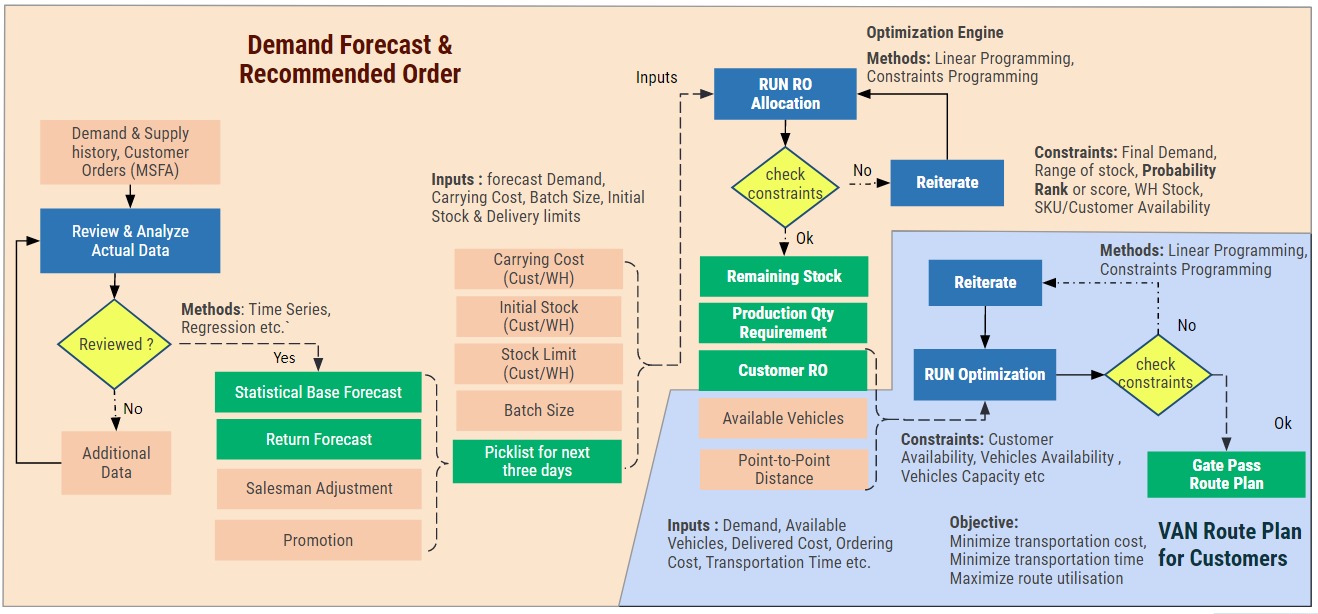 Demand Forecast &
Recommended Order
Demand & Supply
history, Customer
Orders (MSFA)
Review & Analyze
Actual Data
Reviewed ?
No
Additional
Data
Methods: Time Series,
Regression etc.`
Yes
Statistical Base Forecast
Return Forecast
Salesman Adjustment
Promotion
Inputs : forecast Demand,
Carrying Cost, Batch Size, Initial
Stock & Delivery limits
Carrying Cost
(Cust/WH)
Initial Stock
(Cust/WH)
Stock Limit
(Cust/WH)
Batch Size
Picklist for next
three days
Inputs
Optimization Engine
Methods: Linear Programming,
Constraints Programming
RUN RO
Allocation
check
constraints
No
Reiterate
Ok
Constraints: Final Demand,
Range of stock, Probability
Rank or score, WH Stock,
SKU/Customer Availability
Remaining Stock
Production Qty
Requirement
Customer RO
Available Vehicles
Point-to-Point
Distance
Methods: Linear Programming,
Constraints Programming
Reiterate
No
RUN Optimization
check
constraints
Ok
Constraints: Customer
Availability, Vehicles Availability ,
Vehicles Capacity etc
Gate Pass
Route Plan
Inputs : Demand, Available
Vehicles, Delivered Cost, Ordering
Cost, Transportation Time etc.
Objective:
Minimize transportation cost,
Minimize transportation time
Maximize route utilisation
VAN Route Plan
for Customers